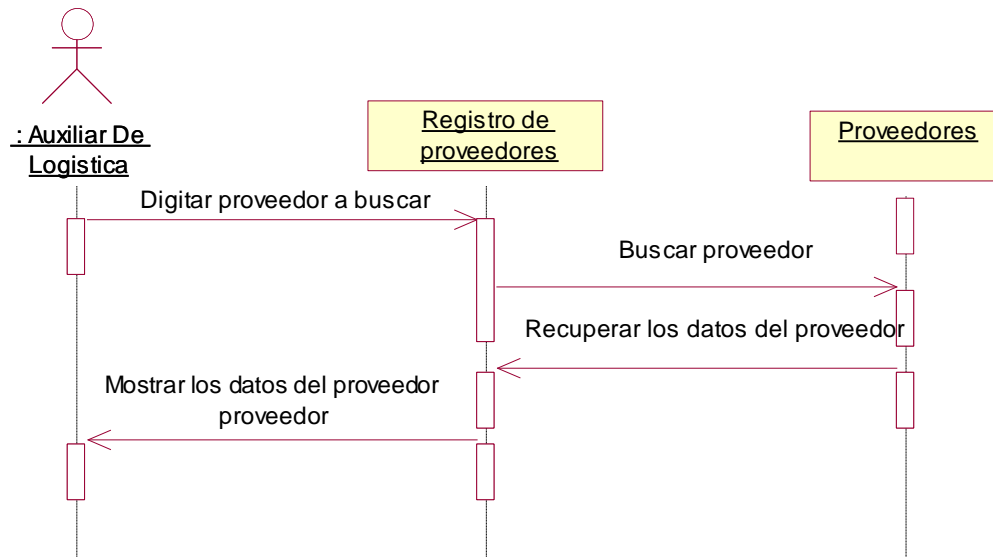 : Auxiliar De
Logistica
Registro de
proveedores
Proveedores
Digitar proveedor a buscar
Buscar proveedor
Recuperar los datos del proveedor
Mostrar los datos del proveedor
proveedor